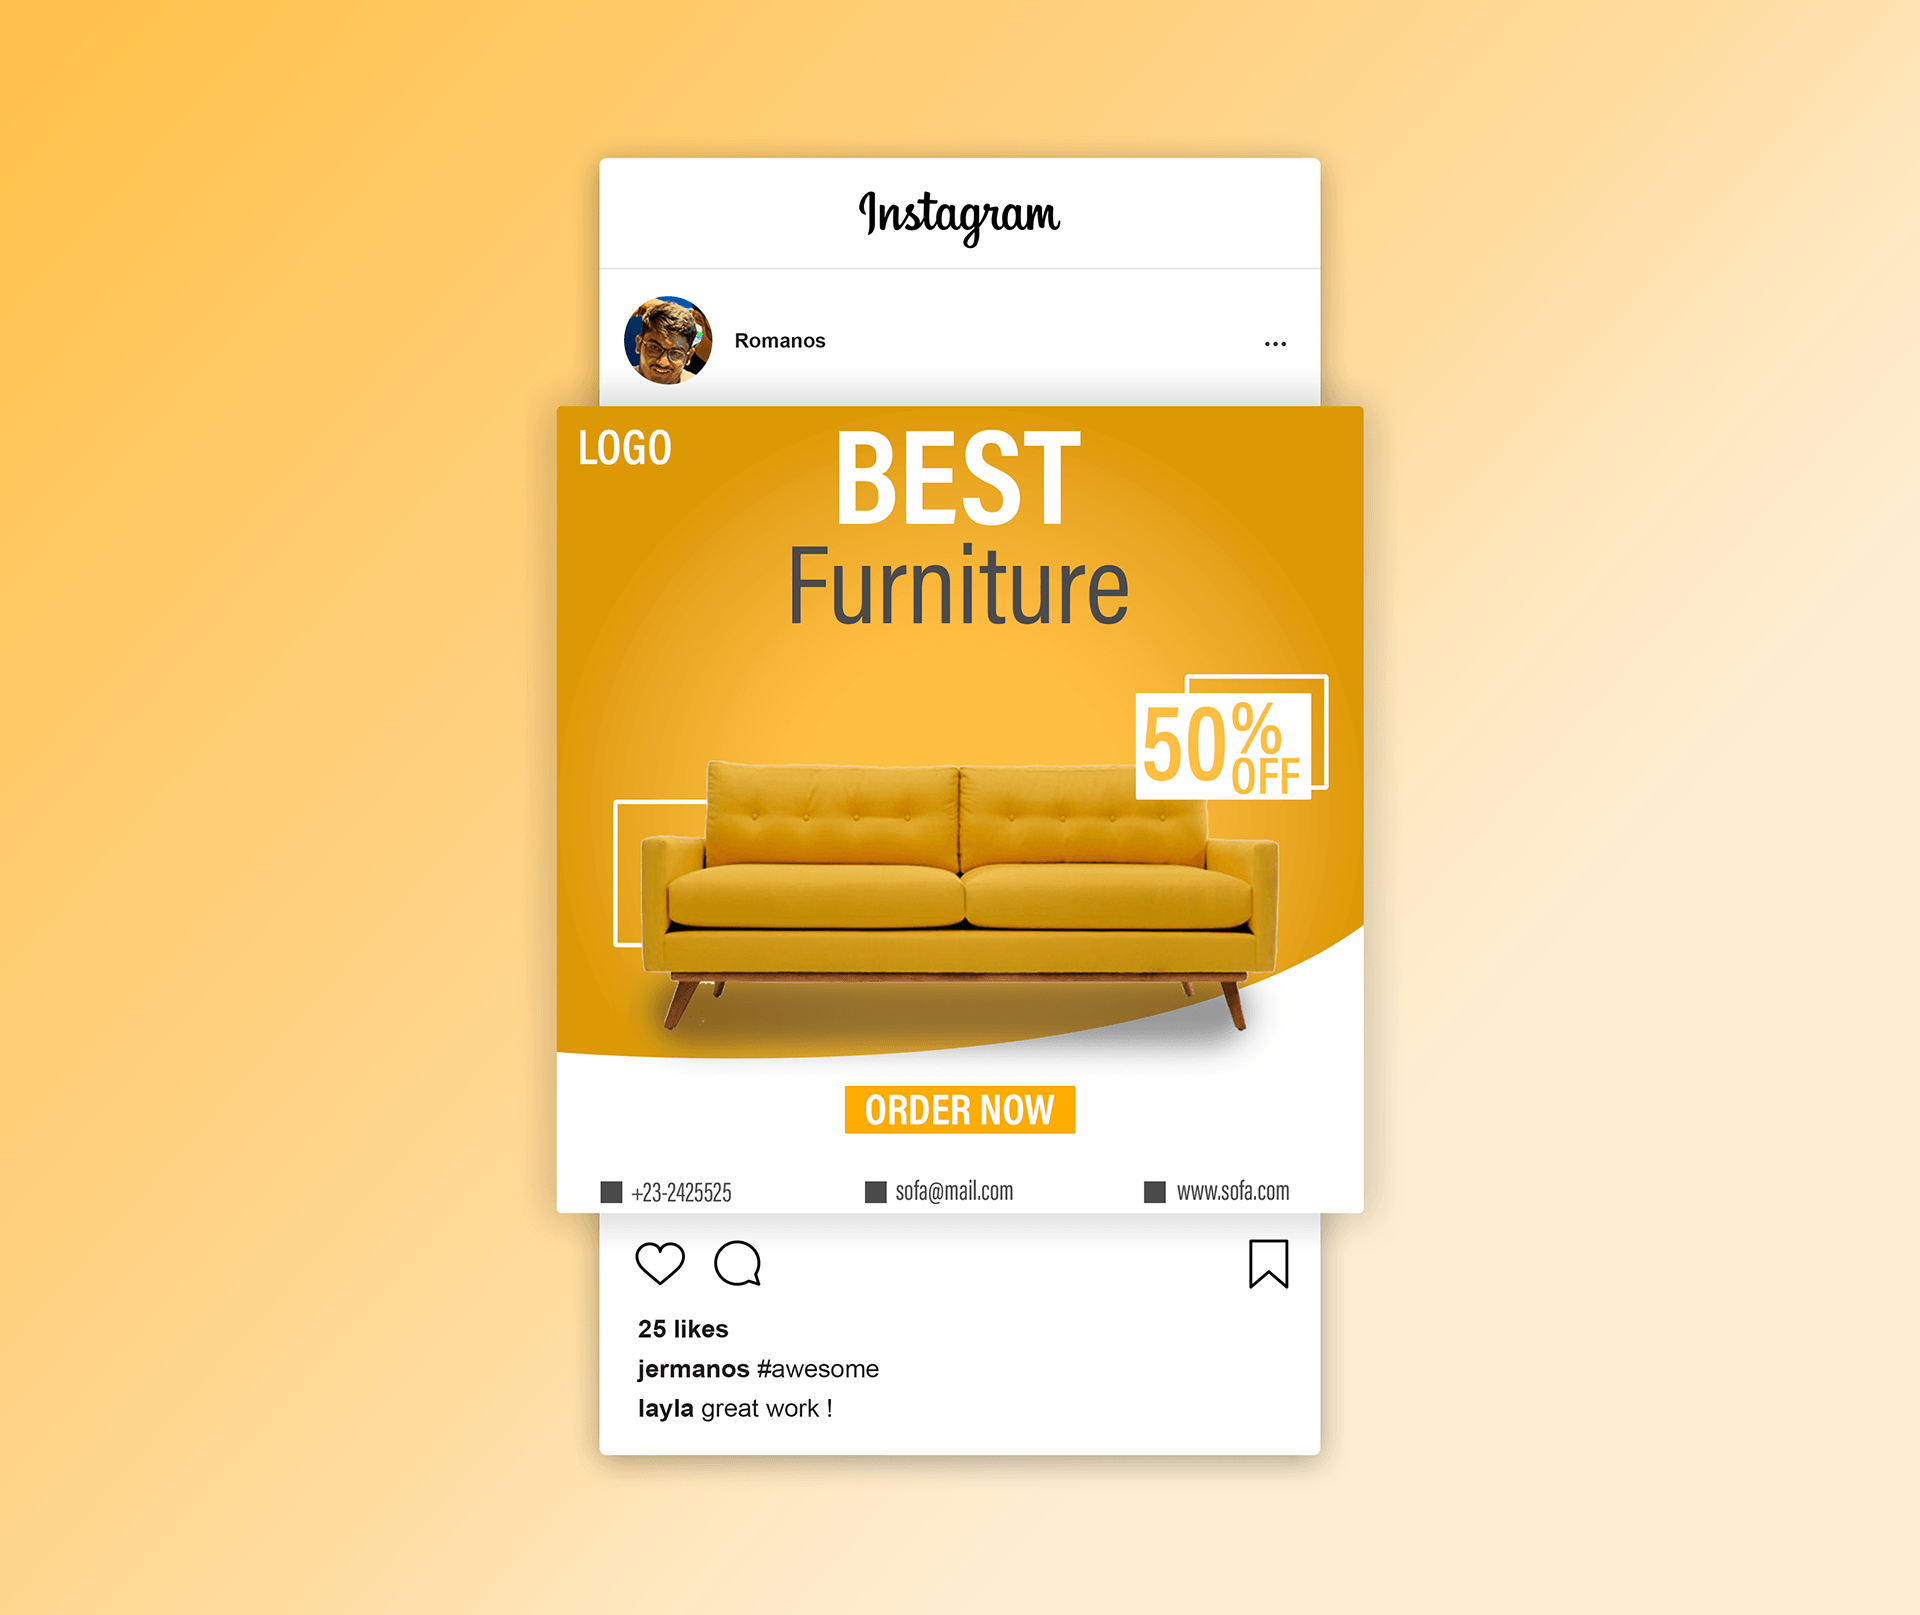 Instagram
Romanos
LOGO
BEST
Furniture
50%
OFF
ORDER NOW
+23-2425525
sofa@mail.com
www.sofa.com
25 likes
jermanos #awesome
layla great work !